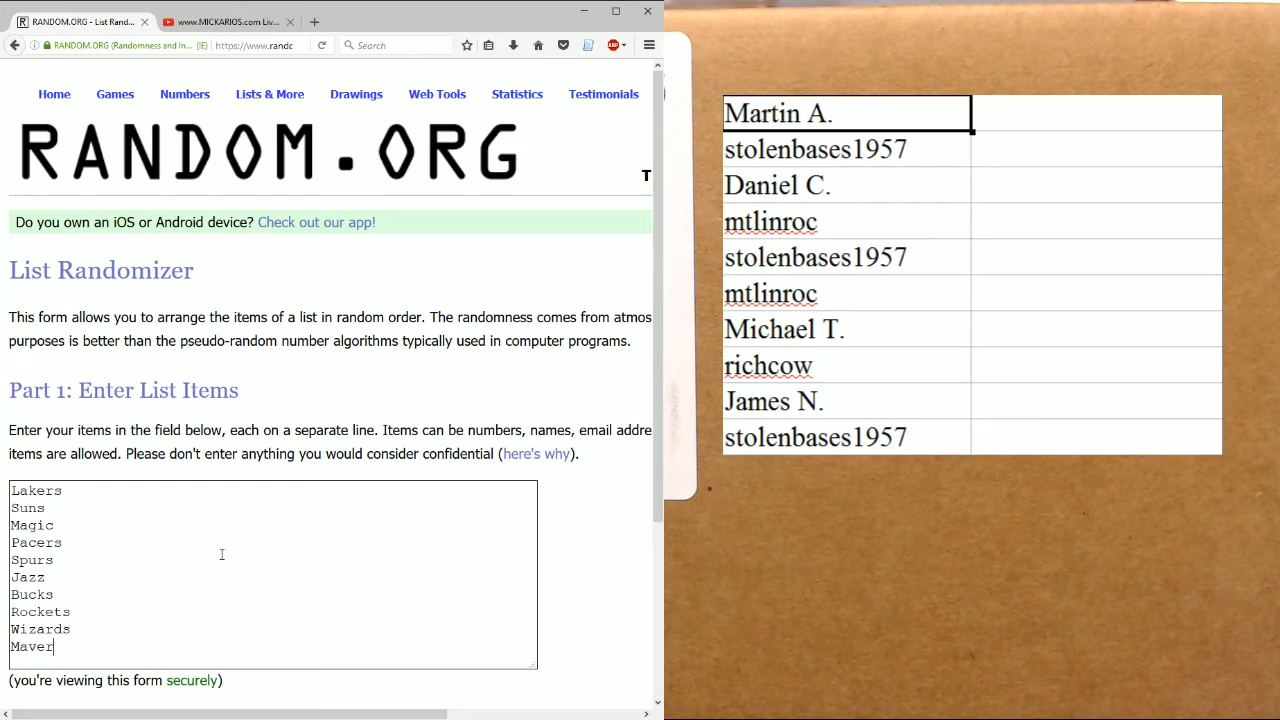 RANDOM.ORG - List Rand...
www.MICKARIOS.com Liv...
RANDOM.ORG (Randomness and In... (IE)
https://www.randc
Search
Home Games Numbers Lists & More Drawings Web Tools Statistics Testimonials
RANDOM.ORG
T
Do you own an iOS or Android device? Check out our app!
List Randomizer
This form allows you to arrange the items of a list in random order. The randomness comes from atmos
purposes is better than the pseudo-random number algorithms typically used in computer programs.
Part 1: Enter List Items
Enter your items in the field below, each on a separate line. Items can be numbers, names, email addre
items are allowed. Please don't enter anything you would consider confidential (here's why).
Lakers
Suns
Magic
Pacers
Spurs
Jazz
Bucks
Rockets
Wizards
Maver
(you're viewing this form securely)
Martin A.
stolenbases1957
Daniel C.
mtlinroc
stolenbases1957
mtlinroc
Michael T.
richcow
James N.
stolenbases1957